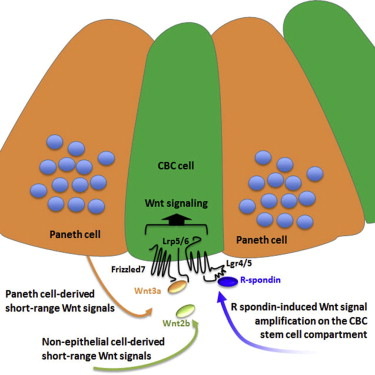 CBC cell
Wnt signaling
Paneth cell
Paneth cell
Lrp5/6
Frizzled7
Lgr4/5
R-spondin
Wnt3a
Paneth cell-derived
short-range Wnt signals
R spondin-induced Wnt signal
amplification on the CBC
stem cell compartment
Wnt2b
Non-epithelial cell-derived
short-range Wnt signals